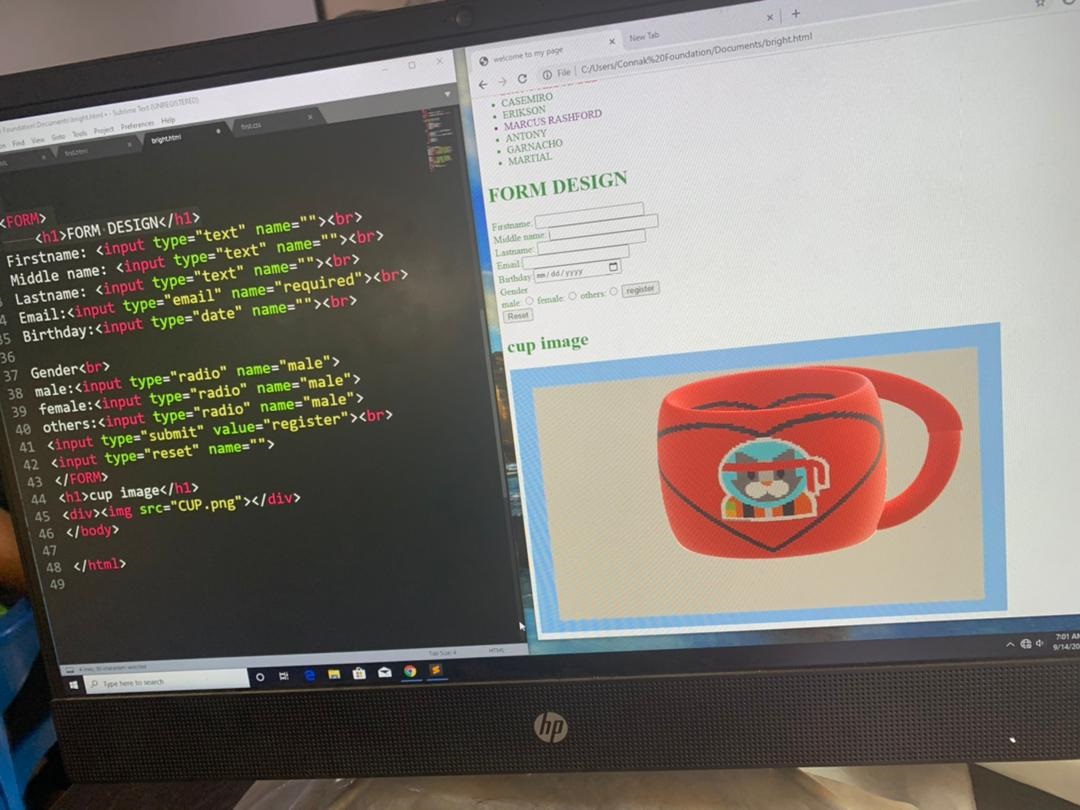 Foundation\Documents\bright.html • - Sublime Text (UNREGISTERED)
Find View Goto Tools Project Preferences Help
first.html
bright.html
first.css
<FORM>
<h1>FORM DESIGN</h1>
Firstname: <input type="text" name=""><br>
Middle name: <input type="text" name=""><br>
Lastname: <input type="text" name=""><br>
Email:<input type="email" name="required"><br>
35 Birthday:<input type="date" name=""><br>
36
37 Gender<br>
38 male:<input type="radio" name="male">
39 female:<input type="radio" name="male">
40 others:<input type="radio" name="male">
41 <input type="submit" value="register"><br>
42 <input type="reset" name="">
43 </FORM>
44 <h1>cup image</h1>
45 <div><img src="CUP.png"></div>
46 </body>
47
48 </html>
49
4 lines, 30 characters selected
Tab Size: 4
HTML
welcome to my page
New Tab
File
C:/Users/Connak%20Foundation/Documents/bright.html
CASEMIRO
ERIKSON
MARCUS RASHFORD
ANTONY
GARNACHO
MARTIAL
FORM DESIGN
Firstname:
Middle name:
Lastname:
Email:
Birthday: mm/dd/yyyy
Gender
male: female: others: register
Reset
cup image
Type here to search
7:01 AM
9/14/20
hp